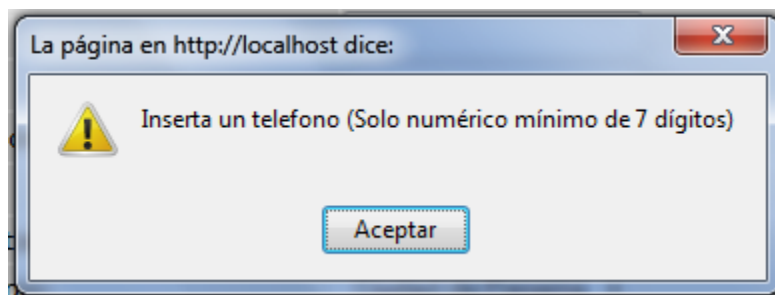 La página en http://localhost dice:
Inserta un telefono (Solo numérico mínimo de 7 dígitos)
Aceptar